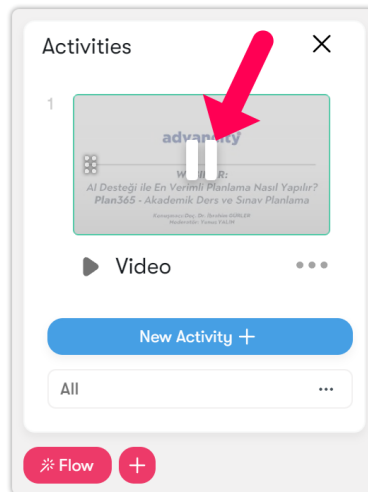 Activities
1
advancity
AI Desteği ile En Verimli Planlama Nasıl Yapılır?
Plan365 - Akademik Ders ve Sınav Planlama
Video
New Activity +
All
Flow
+